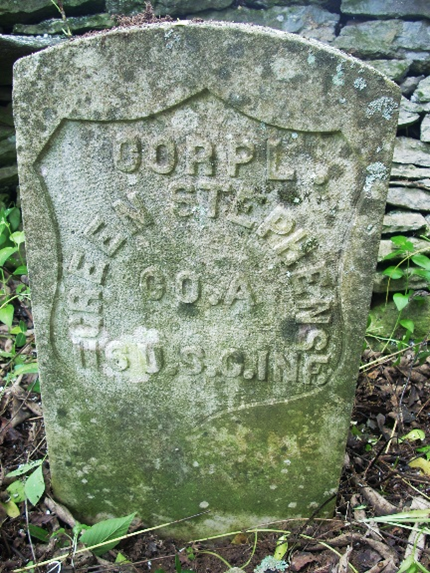 CORPL.
GREEN STEPHENS
CO. A
U.S.C. INF.